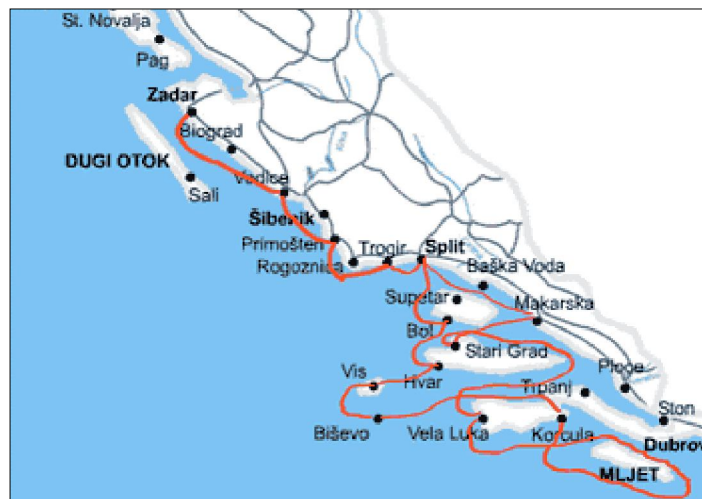 St. Novalja
Pag
Zadar
Biograd
DUGI OTOK
Vodice
Sali
Šibenik
Primošten
Trogir
Split
Rogoznica
Baška Voda
Supetar
Makarska
Bol
Stari Grad
Vis
Hvar
Ploče
Trpanj
Ston
Biševo
Vela Luka
Korčula
Dubrov
MLJET